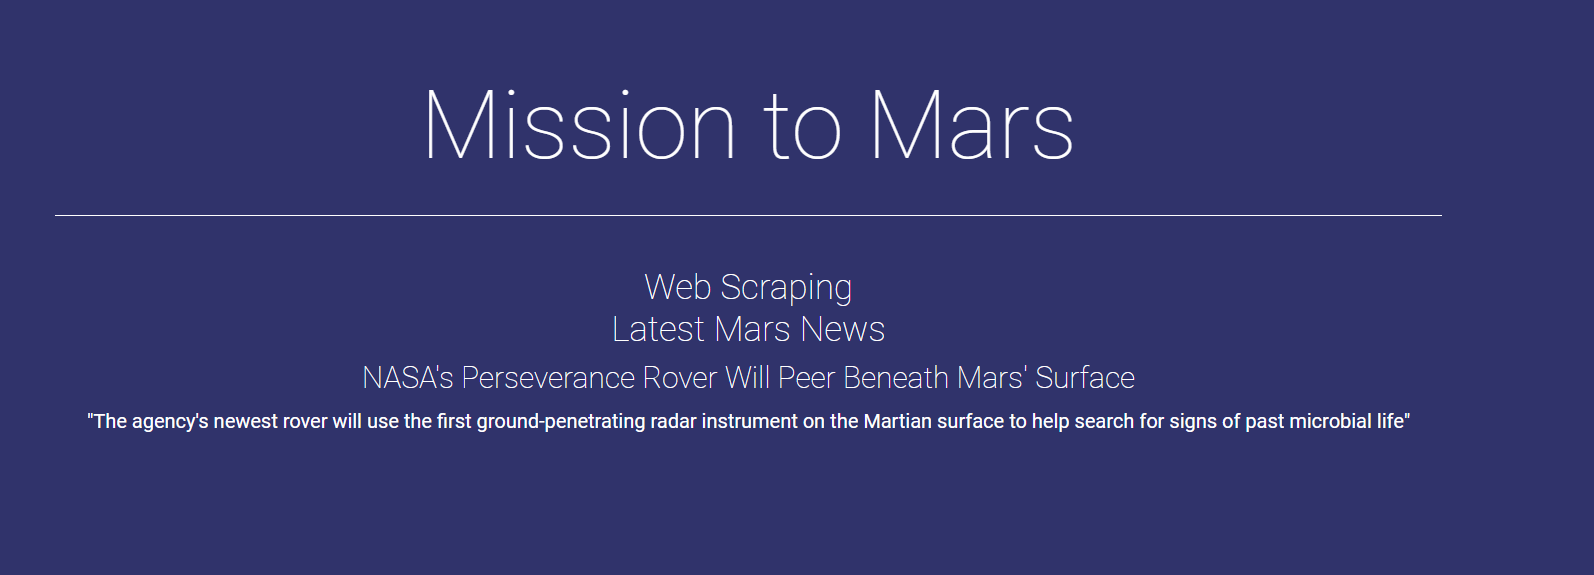 Mission to Mars
Web Scraping
Latest Mars News
NASA's Perseverance Rover Will Peer Beneath Mars' Surface
"The agency's newest rover will use the first ground-penetrating radar instrument on the Martian surface to help search for signs of past microbial life"